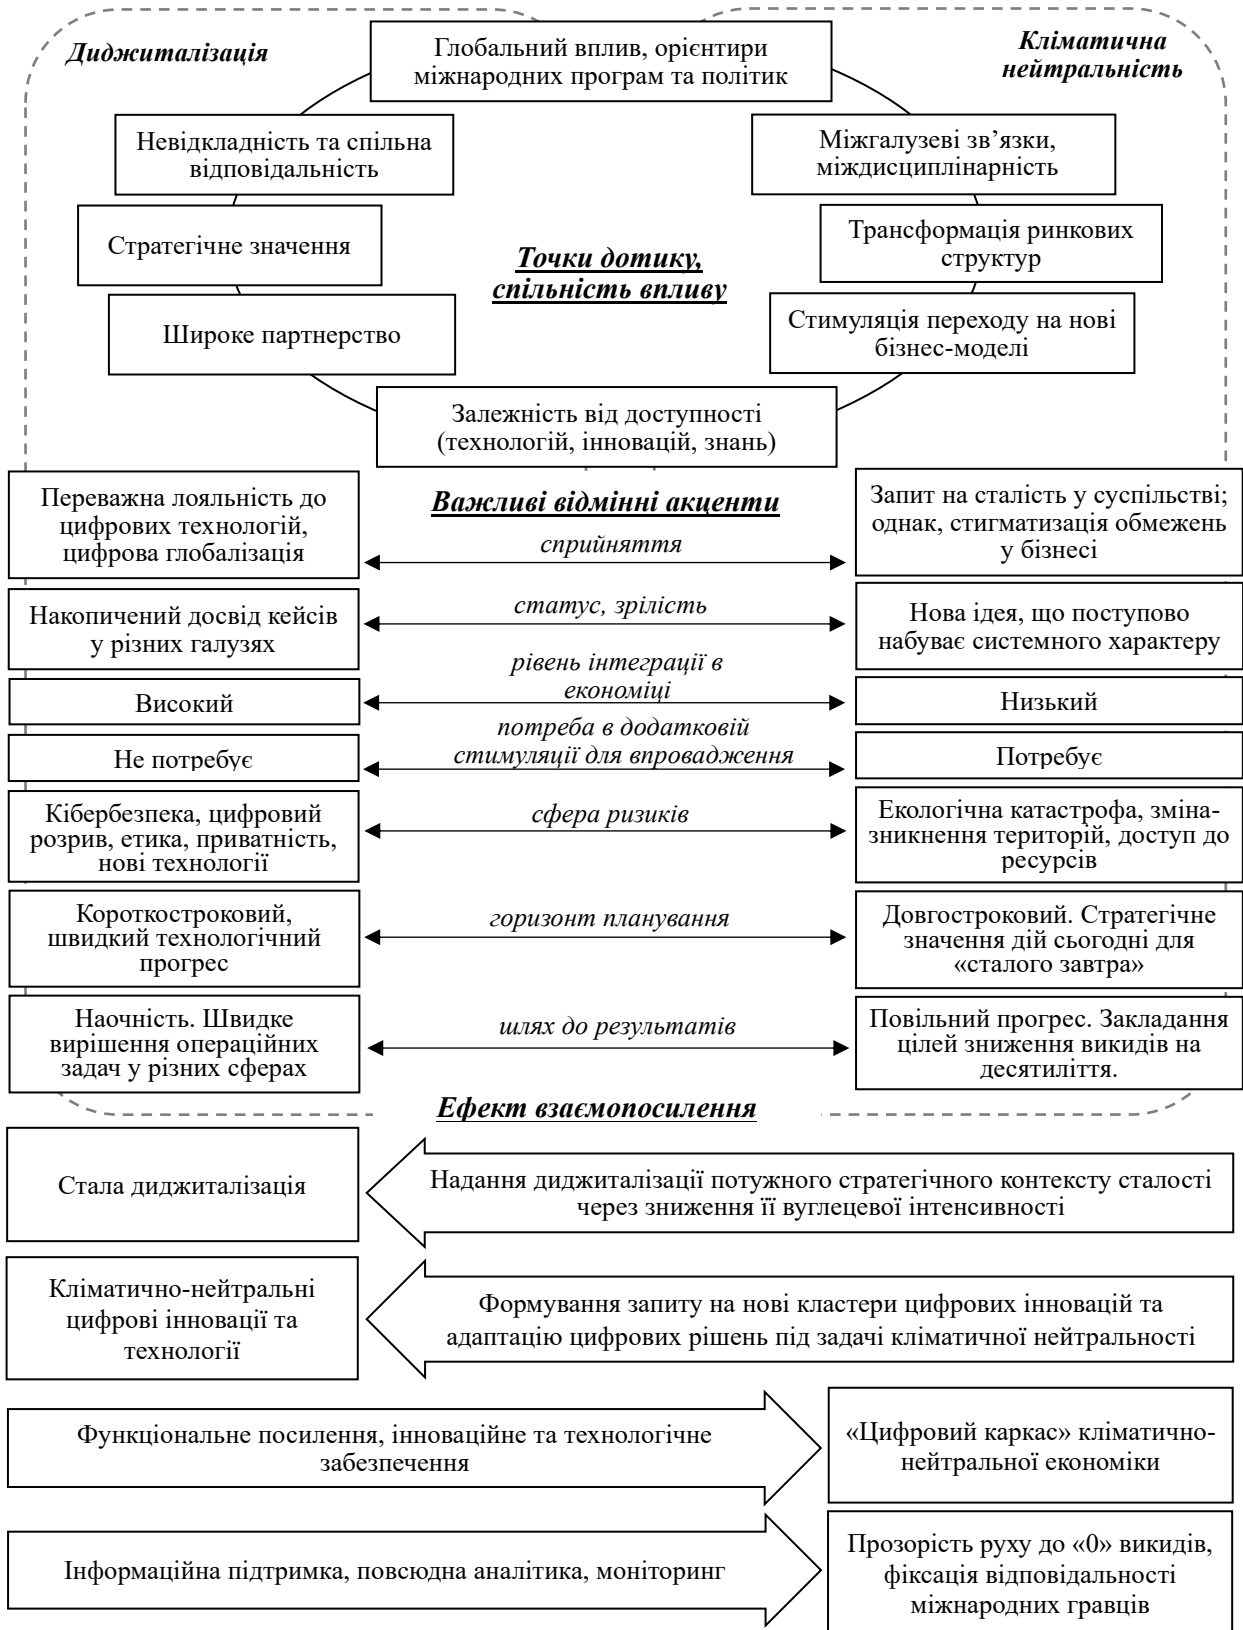 Диджиталізація
Глобальний вплив, орієнтири
міжнародних програм та політик
Кліматична
нейтральність
Невідкладність та спільна
відповідальність
Міжгалузеві зв’язки,
міждисциплінарність
Стратегічне значення
Трансформація ринкових
структур
Точки дотику,
спільність впливу
Широке партнерство
Стимуляція переходу на нові
бізнес-моделі
Залежність від доступності
(технологій, інновацій, знань)
Важливі відмінні акценти
Переважна лояльність до
цифрових технологій,
цифрова глобалізація
сприйняття
Запит на сталість у суспільстві;
однак, стигматизація обмежень
у бізнесі
Накопичений досвід кейсів
у різних галузях
статус, зрілість
Нова ідея, що поступово
набуває системного характеру
Високий
рівень інтеграції в
економіці
Низький
Не потребує
потреба в додатковій
стимуляції для впровадження
Потребує
Кібербезпека, цифровий
розрив, етика, приватність,
нові технології
сфера ризиків
Екологічна катастрофа, зміна-
зникнення територій, доступ до
ресурсів
Короткостроковий,
швидкий технологічний
прогрес
горизонт планування
Довгостроковий. Стратегічне
значення дій сьогодні для
«сталого завтра»
Наочність. Швидке
вирішення операційних
задач у різних сферах
шлях до результатів
Повільний прогрес. Закладання
цілей зниження викидів на
десятиліття.
Ефект взаємопосилення
Стала диджиталізація
Надання диджиталізації потужного стратегічного контексту сталості
через зниження її вуглецевої інтенсивності
Кліматично-нейтральні
цифрові інновації та
технології
Формування запиту на нові кластери цифрових інновацій та
адаптацію цифрових рішень під задачі кліматичної нейтральності
Функціональне посилення, інноваційне та технологічне
забезпечення
«Цифровий каркас» кліматично-
нейтральної економіки
Інформаційна підтримка, повсюдна аналітика, моніторинг
Прозорість руху до «0» викидів,
фіксація відповідальності
міжнародних гравців